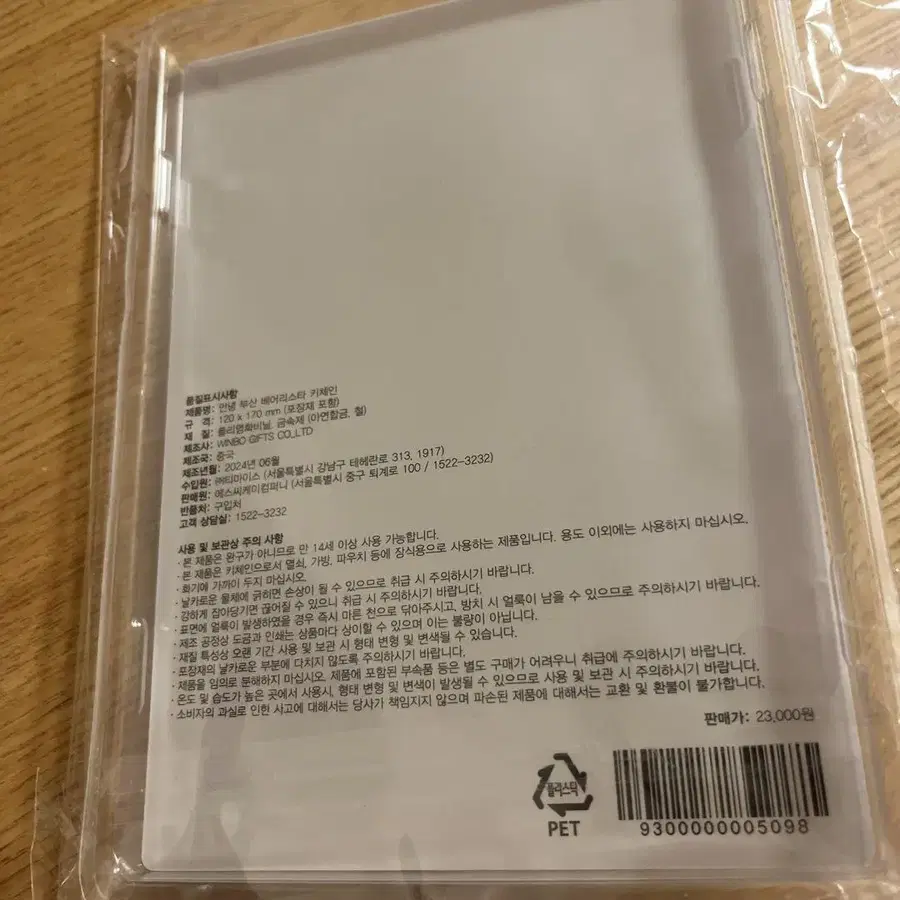 품질표시사항
제품명: 안녕 부산 베어리스타 키체인
규 격: 120 x 170 mm (포장재 포함)
재 질: 폴리염화비닐, 금속제 (아연합금, 철)
제조사: WINBO GIFTS CO.,LTD
제조국: 중국
제조년월: 2024년 06월
수입원: ㈜티마이스 (서울특별시 강남구 테헤란로 313, 1917)
판매원: 에스씨케이컴퍼니 (서울특별시 중구 퇴계로 100 / 1522-3232)
반품처: 구입처
고객 상담실: 1522-3232
사용 및 보관상 주의 사항
· 본 제품은 완구가 아니므로 만 14세 이상 사용 가능합니다.
· 본 제품은 키체인으로서 열쇠, 가방, 파우치 등에 장식용으로 사용하는 제품입니다. 용도 이외에는 사용하지 마십시오.
· 화기에 가까이 두지 마십시오.
· 날카로운 물체에 긁히면 손상이 될 수 있으므로 취급 시 주의하시기 바랍니다.
· 강하게 잡아당기면 끊어질 수 있으니 취급 시 주의하시기 바랍니다.
· 표면에 얼룩이 발생하였을 경우 즉시 마른 천으로 닦아주시고, 방치 시 얼룩이 남을 수 있으므로 주의하시기 바랍니다.
· 제조 공정상 도금과 인쇄는 상품마다 상이할 수 있으며 이는 불량이 아닙니다.
· 재질 특성상 오랜 기간 사용 및 보관 시 형태 변형 및 변색될 수 있습니다.
· 포장재의 날카로운 부분에 다치지 않도록 주의하시기 바랍니다.
· 제품을 임의로 분해하지 마십시오. 제품에 포함된 부속품 등은 별도 구매가 어려우니 취급에 주의하시기 바랍니다.
· 온도 및 습도가 높은 곳에서 사용시, 형태 변형 및 변색이 발생될 수 있으므로 사용 및 보관 시 주의하시기 바랍니다.
· 소비자의 과실로 인한 사고에 대해서는 당사가 책임지지 않으며 파손된 제품에 대해서는 교환 및 환불이 불가합니다.
판매가: 23,000원
플라스틱
PET
9300000005098